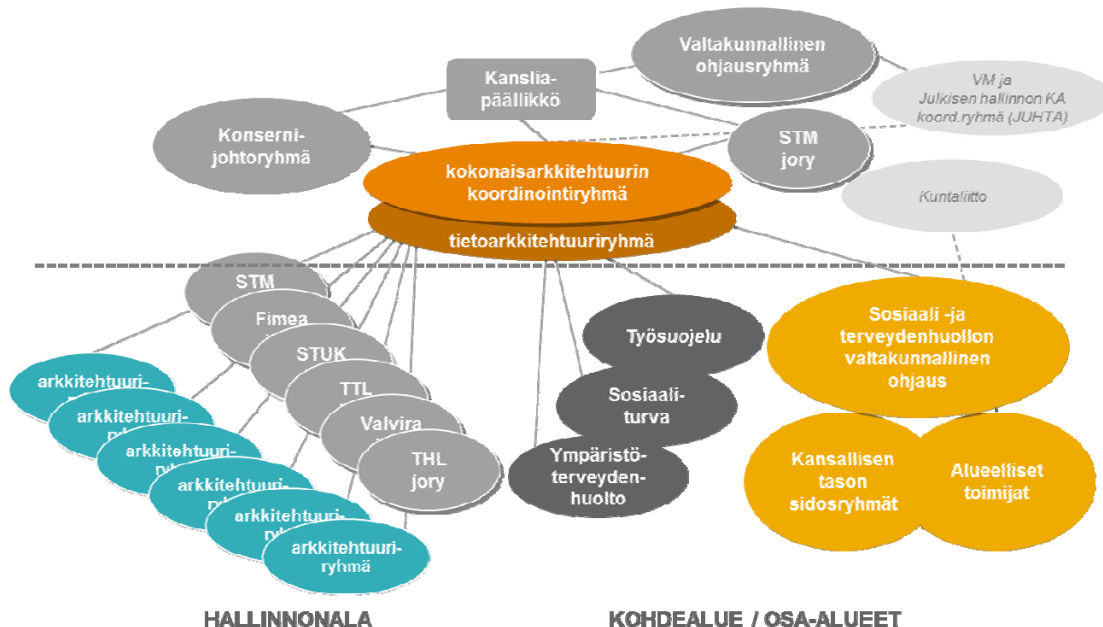 Valtakunnallinen
ohjausryhmä
Kanslia-
päällikkö
VM ja
Julkisen hallinnon KA
koord.ryhmä (JUHTA)
Konserni-
johtoryhmä
STM
jory
kokonaisarkkitehtuurin
koordinointiryhmä
Kuntaliitto
tietoarkkitehtuuriryhmä
STM
Fimea
STUK
TTL
Valvira
THL
jory
arkkitehtuuri-
arkkitehtuuri-
arkkitehtuuri-
arkkitehtuuri-
arkkitehtuuri-
arkkitehtuuri-
ryhmä
Työsuojelu
Sosiaali-
turva
Ympäristö-
terveyden-
huolto
Sosiaali -ja
terveydenhuollon
valtakunnallinen
ohjaus
Kansallisen
tason
sidosryhmät
Alueelliset
toimijat
HALLINNONALA
KOHDEALUE / OSA-ALUEET